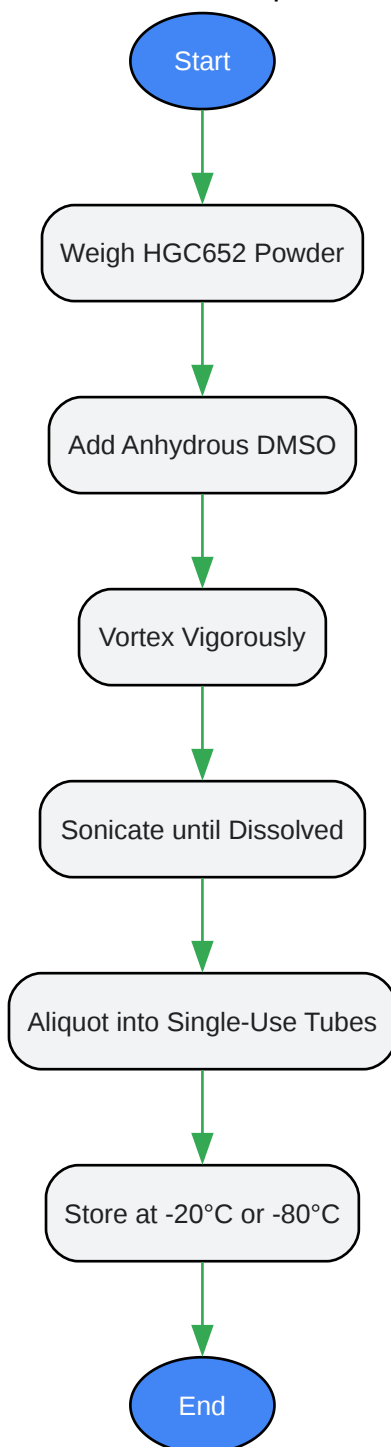 Start
Weigh HGC652 Powder
Add Anhydrous DMSO
Vortex Vigorously
Sonicate until Dissolved
Aliquot into Single-Use Tubes
Store at -20°C or -80°C
End